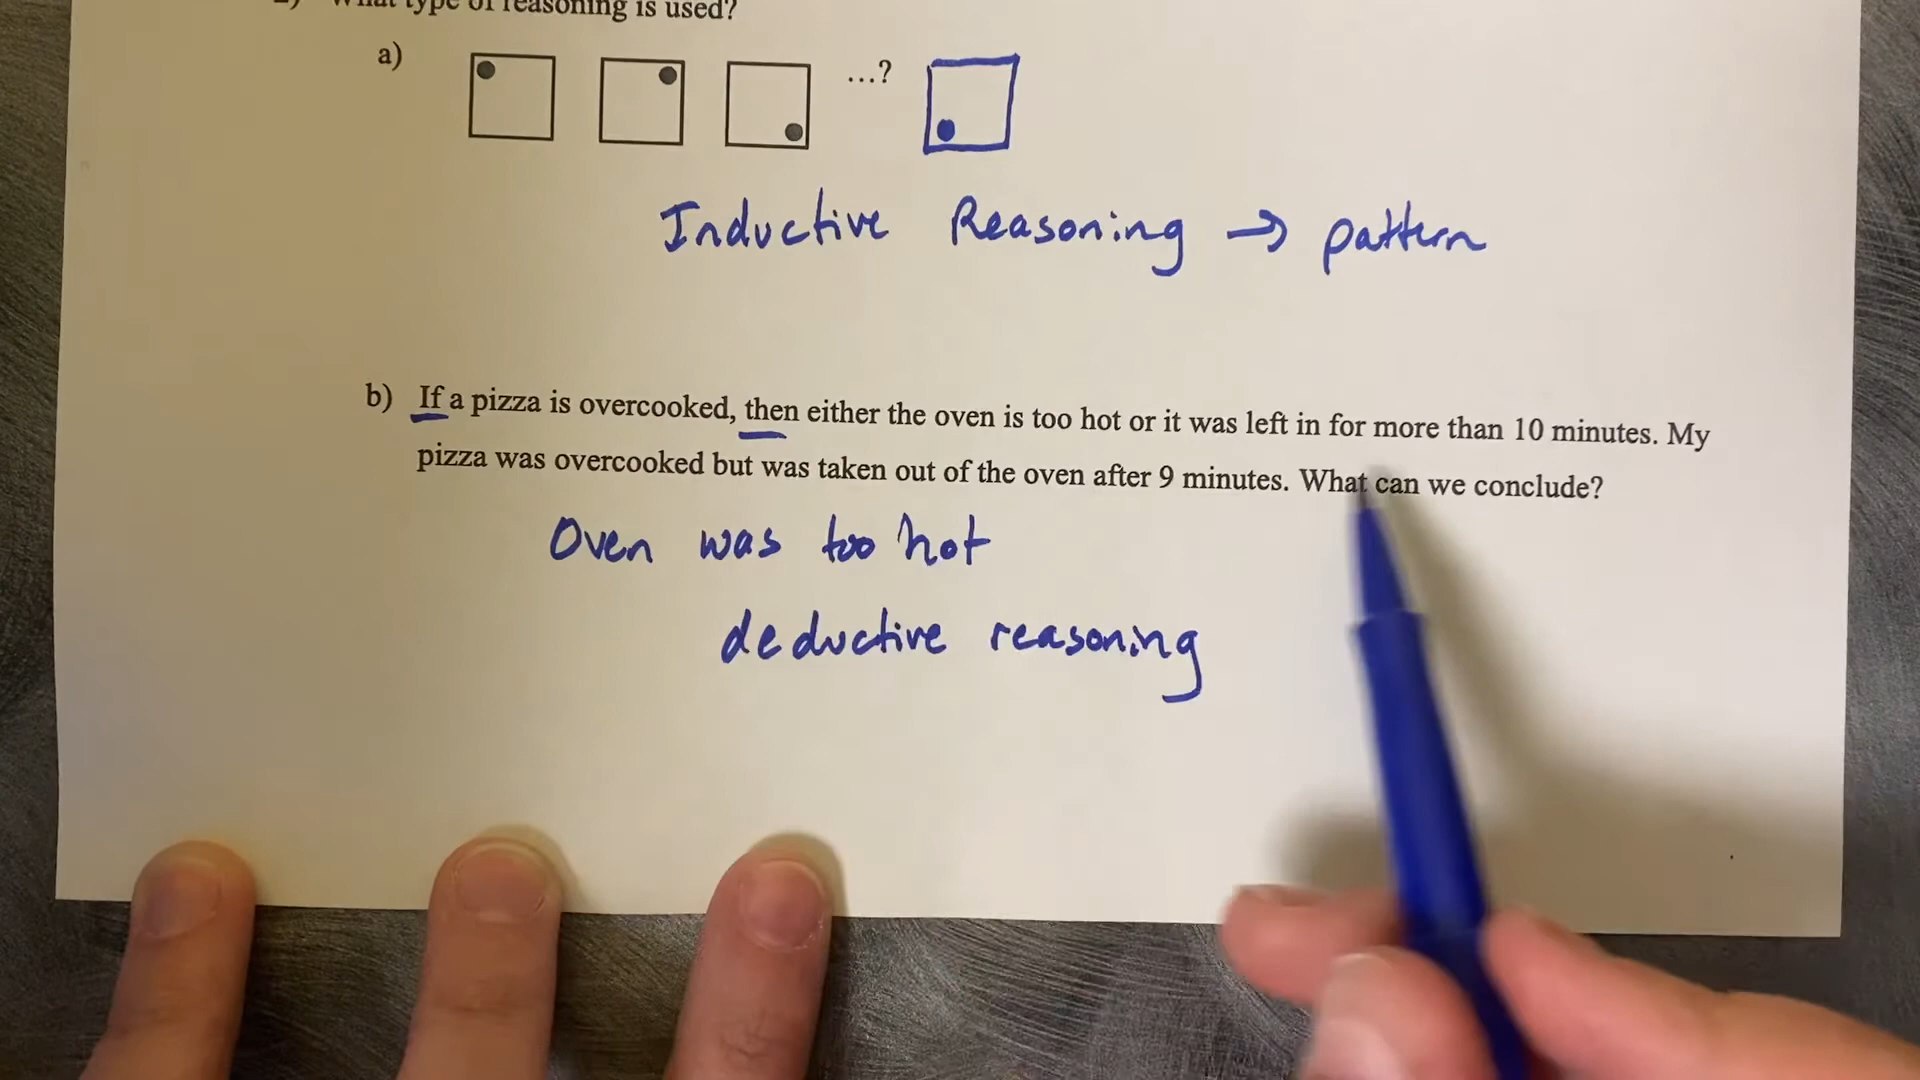 What type of reasoning is used?
a)
...?
Inductive Reasoning → pattern
b) If a pizza is overcooked, then either the oven is too hot or it was left in for more than 10 minutes. My
pizza was overcooked but was taken out of the oven after 9 minutes. What can we conclude?
Oven was too hot
deductive reasoning